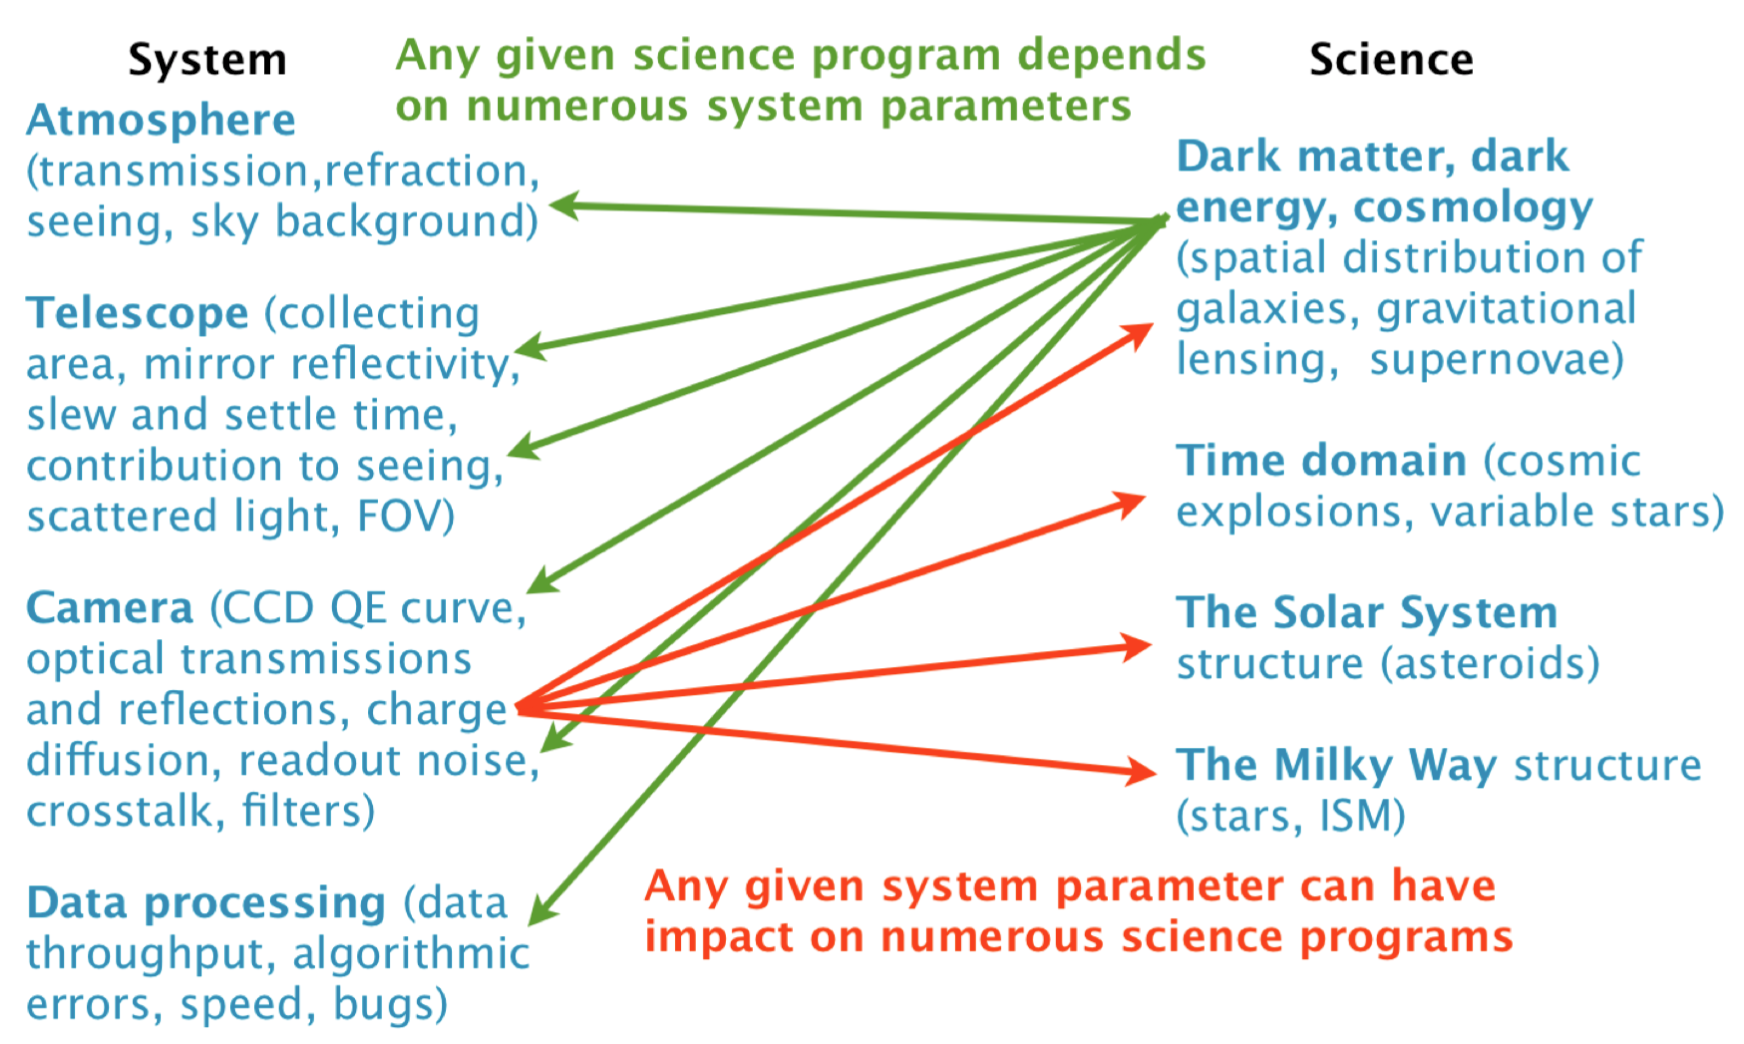 System
Any given science program depends
on numerous system parameters
Science
Atmosphere
(transmission,refraction,
seeing, sky background)
Telescope (collecting
area, mirror reflectivity,
slew and settle time,
contribution to seeing,
scattered light, FOV)
Camera (CCD QE curve,
optical transmissions
and reflections, charge
diffusion, readout noise,
crosstalk, filters)
Data processing (data
throughput, algorithmic
errors, speed, bugs)
Dark matter, dark
energy, cosmology
(spatial distribution of
galaxies, gravitational
lensing,  supernovae)
Time domain (cosmic
explosions, variable stars)
The Solar System
structure (asteroids)
The Milky Way structure
(stars, ISM)
Any given system parameter can have
impact on numerous science programs